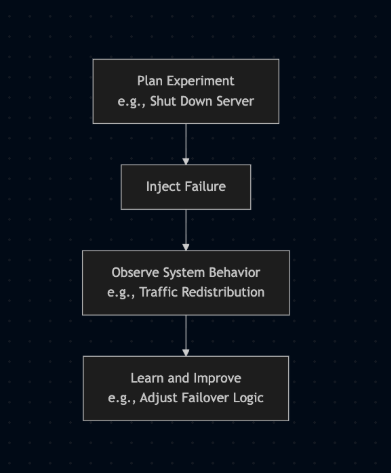 Plan Experiment
e.g., Shut Down Server
Inject Failure
Observe System Behavior
e.g., Traffic Redistribution
Learn and Improve
e.g., Adjust Failover Logic